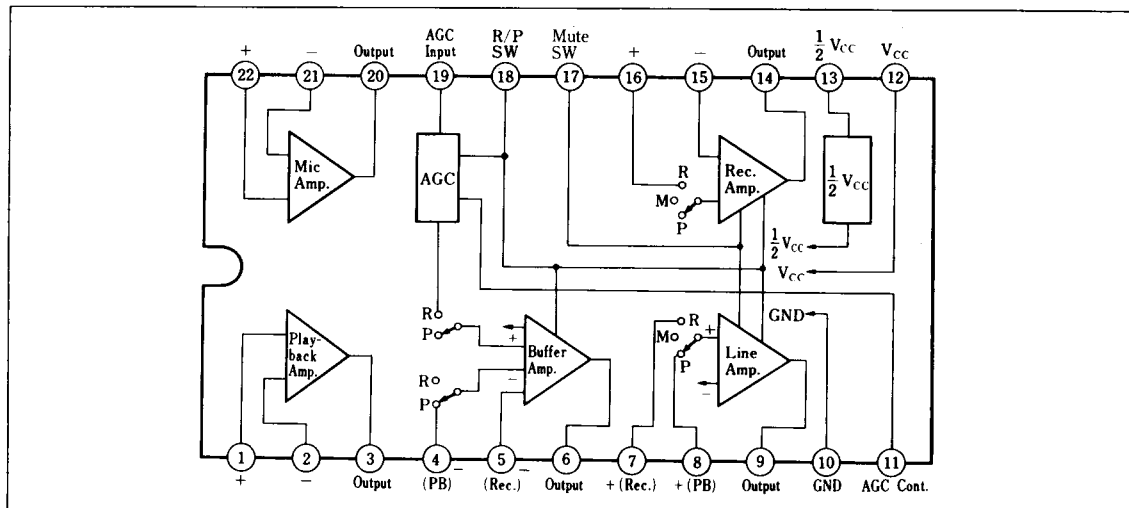 AGC Input
R/P SW
Mute SW
½ VCC
VCC
+
−
Output
+
−
Output
22
21
20
19
18
17
16
15
14
13
12
Mic Amp.
AGC
R
M
P
Rec. Amp.
½ VCC
½ VCC
VCC
GND
Play-back Amp.
R
P
R
P
+
−
Buffer Amp.
R
M
P
+
−
Line Amp.
1
2
3
4
5
6
7
8
9
10
11
+
−
Output
− (PB)
− (Rec.)
Output
+ (Rec.)
+ (PB)
Output
GND
AGC Cont.